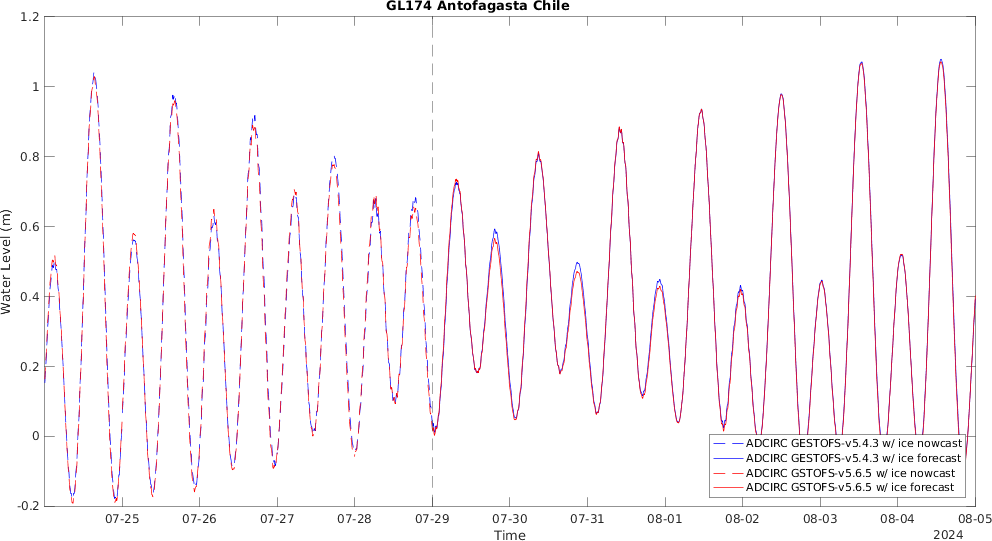 GL174 Antofagasta Chile
1.2
1
0.8
0.6
0.4
0.2
0
-0.2
Water Level (m)
ADCIRC GESTOFS-v5.4.3 w/ ice nowcast
ADCIRC GESTOFS-v5.4.3 w/ ice forecast
ADCIRC GSTOFS-v5.6.5 w/ ice nowcast
ADCIRC GSTOFS-v5.6.5 w/ ice forecast
07-25 07-26 07-27 07-28 07-29 07-30 07-31 08-01 08-02 08-03 08-04 08-05
Time
2024